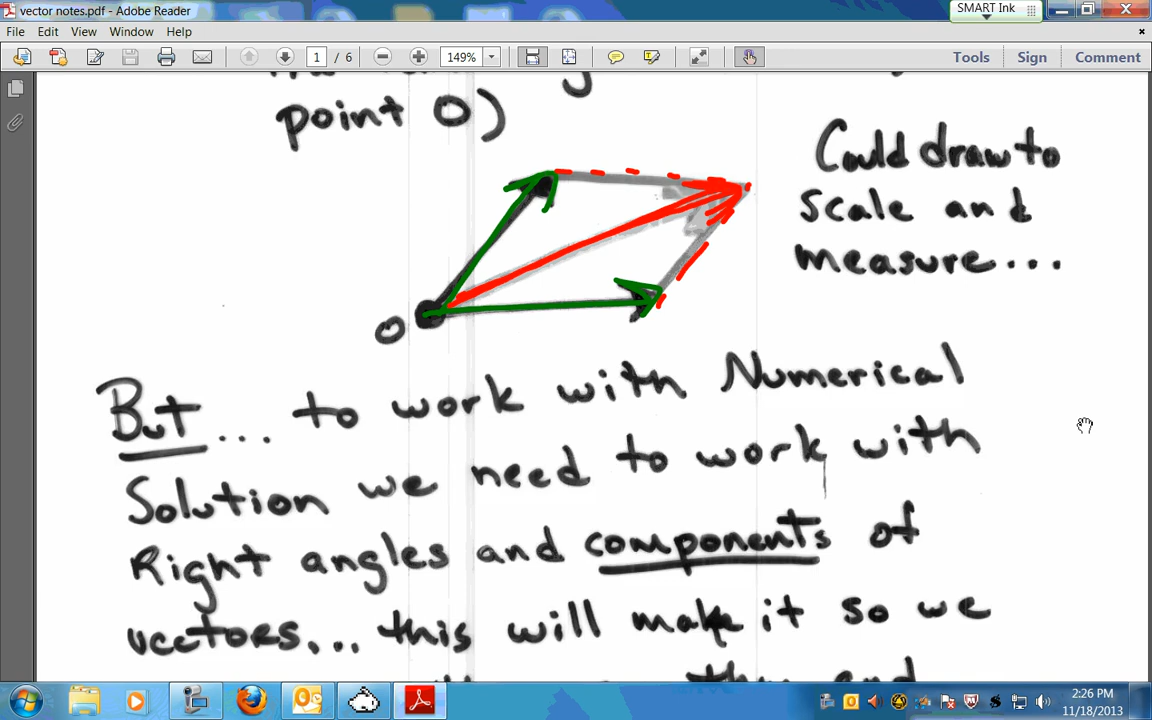 vector notes.pdf - Adobe Reader
SMART Ink
File Edit View Window Help
1 / 6 149% Tools Sign Comment
point O)
Could draw to
scale and
measure...
O
But... to work with Numerical
Solution we need to work with
Right angles and components of
vectors... this will make it so we
2:26 PM
11/18/2013